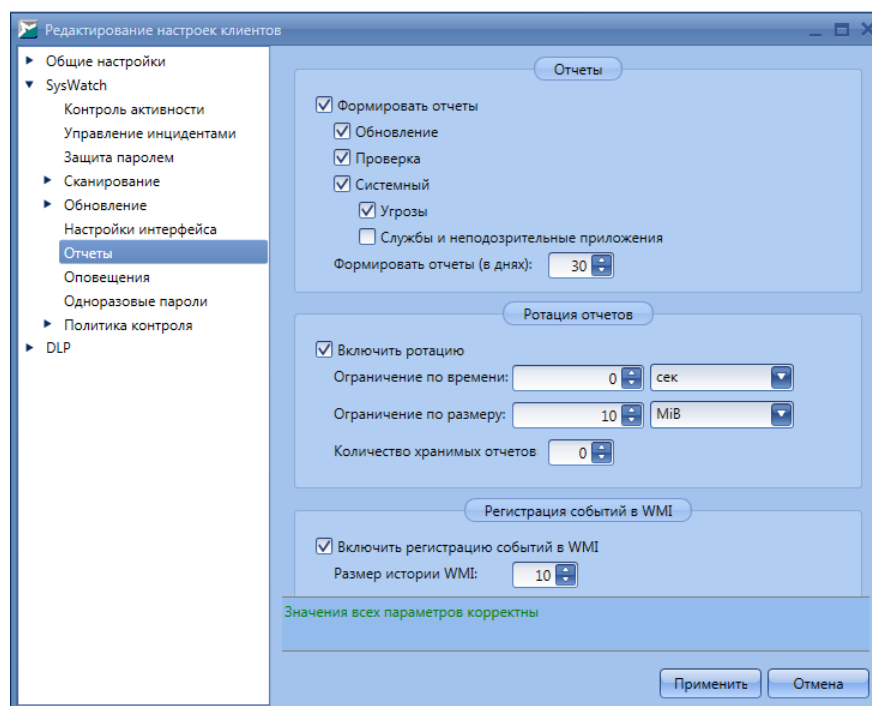 Редактирование настроек клиентов
Общие настройки
SysWatch
Контроль активности
Управление инцидентами
Защита паролем
Сканирование
Обновление
Настройки интерфейса
Отчеты
Оповещения
Одноразовые пароли
Политика контроля
DLP
Отчеты
Формировать отчеты
Обновление
Проверка
Системный
Угрозы
Службы и неподозрительные приложения
Формировать отчеты (в днях): 30
Ротация отчетов
Включить ротацию
Ограничение по времени: 0 сек
Ограничение по размеру: 10 MiB
Количество хранимых отчетов 0
Регистрация событий в WMI
Включить регистрацию событий в WMI
Размер истории WMI: 10
Значения всех параметров корректны
Применить Отмена